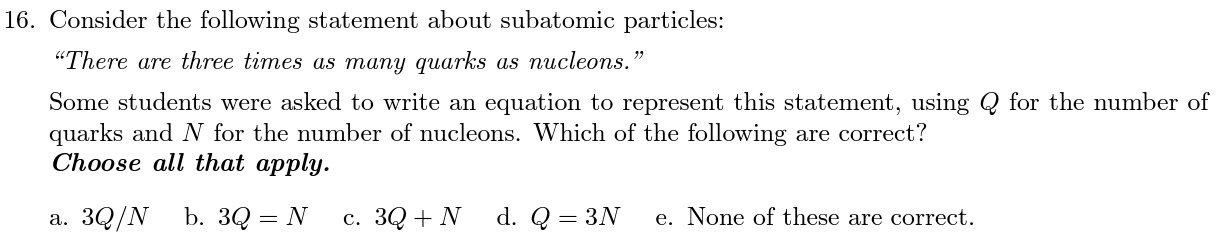 16. Consider the following statement about subatomic particles:
“There are three times as many quarks as nucleons.”
Some students were asked to write an equation to represent this statement, using Q for the number of
quarks and N for the number of nucleons. Which of the following are correct?
Choose all that apply.
a. 3Q/N b. 3Q = N c. 3Q + N d. Q = 3N e. None of these are correct.